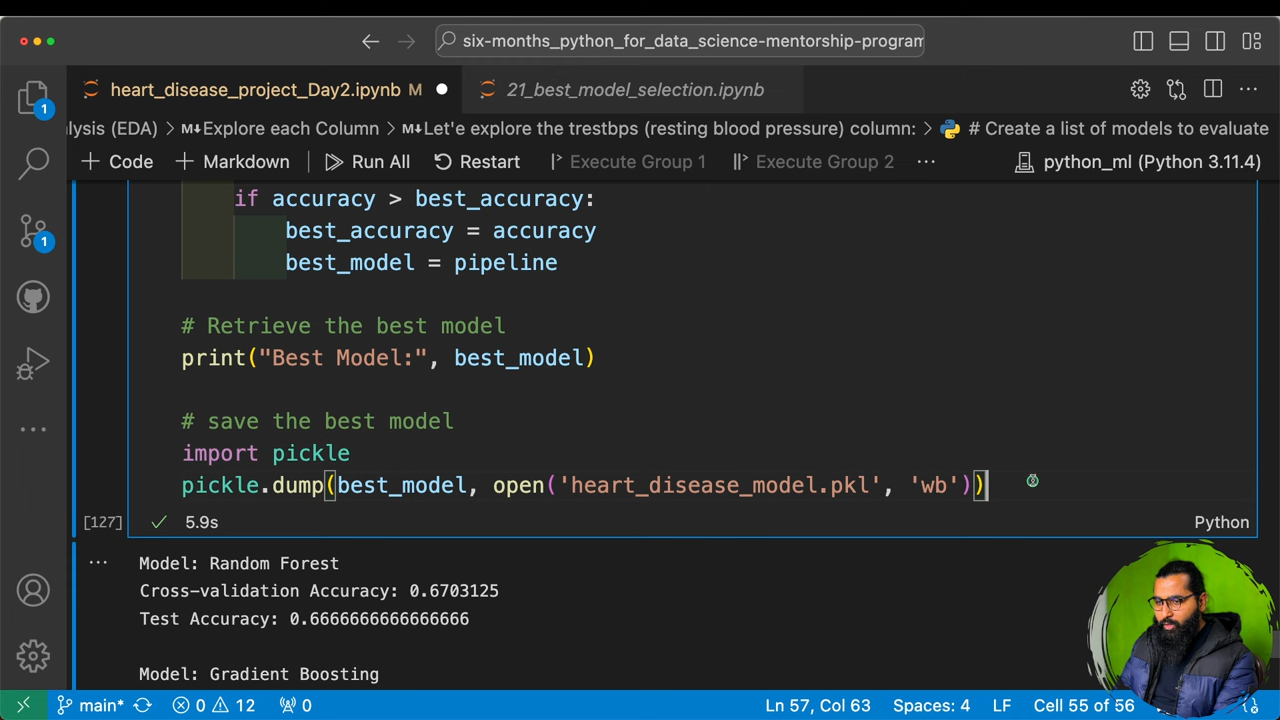 six-months_python_for_data_science-mentorship-program
heart_disease_project_Day2.ipynb M
21_best_model_selection.ipynb
lysis (EDA) > M↓Explore each Column > M↓Let's explore the trestbps (resting blood pressure) column: > # Create a list of models to evaluate
+ Code + Markdown Run All Restart Execute Group 1 Execute Group 2 ... python_ml (Python 3.11.4)
if accuracy > best_accuracy:
best_accuracy = accuracy
best_model = pipeline
# Retrieve the best model
print("Best Model:", best_model)
# save the best model
import pickle
pickle.dump(best_model, open('heart_disease_model.pkl', 'wb'))
[127] ✓ 5.9s Python
... Model: Random Forest
Cross-validation Accuracy: 0.6703125
Test Accuracy: 0.6666666666666666
Model: Gradient Boosting
1
1
main* 0 12 0 Ln 57, Col 63 Spaces: 4 LF Cell 55 of 56